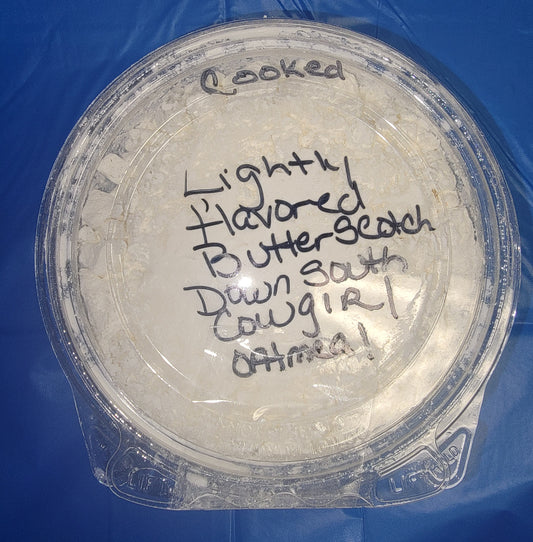 Cooked
Lightly
Flavored
ButterScotch
Down South
CowgiRl
oatmeal